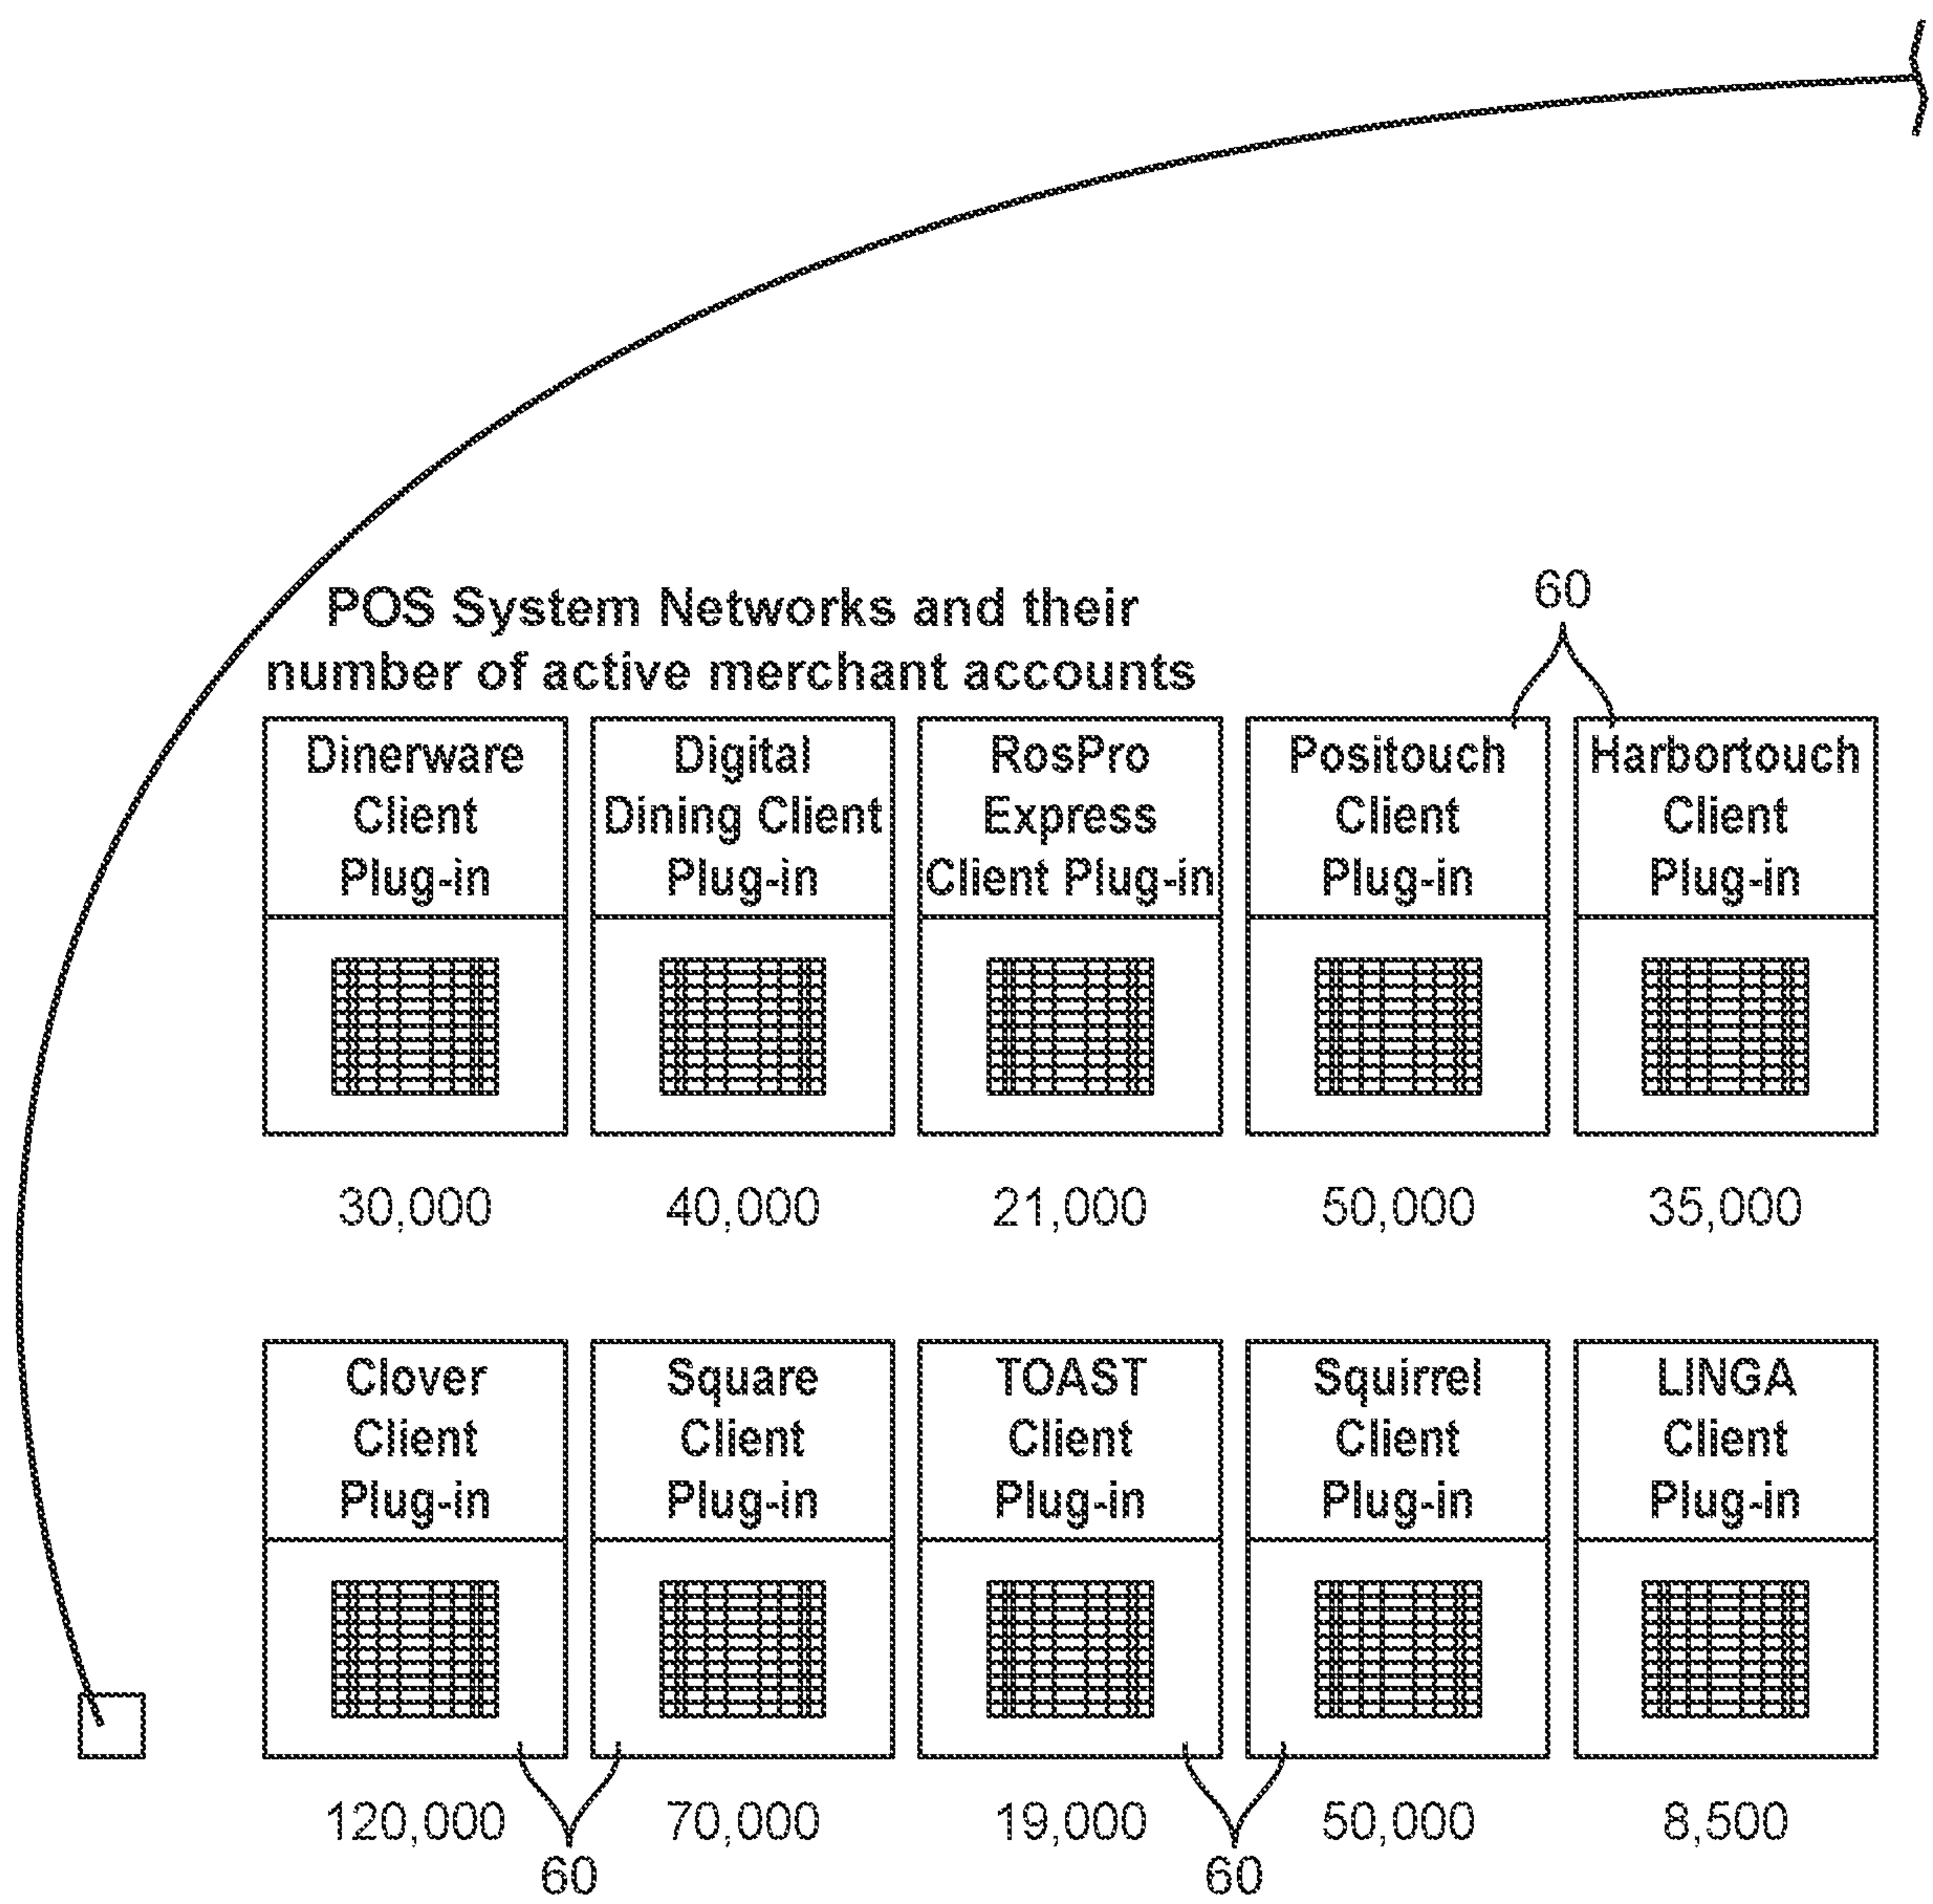 60
POS System Networks and their
number of active merchant accounts
Dinerware
Client
Plug-in
Digital
Dining Client
Plug-in
RosPro
Express
Client Plug-in
Positouch
Client
Plug-in
Harbortouch
Client
Plug-in
30,000
40,000
21,000
50,000
35,000
Clover
Client
Plug-in
Square
Client
Plug-in
TOAST
Client
Plug-in
Squirrel
Client
Plug-in
LINGA
Client
Plug-in
120,000
70,000
19,000
50,000
8,500
60
60